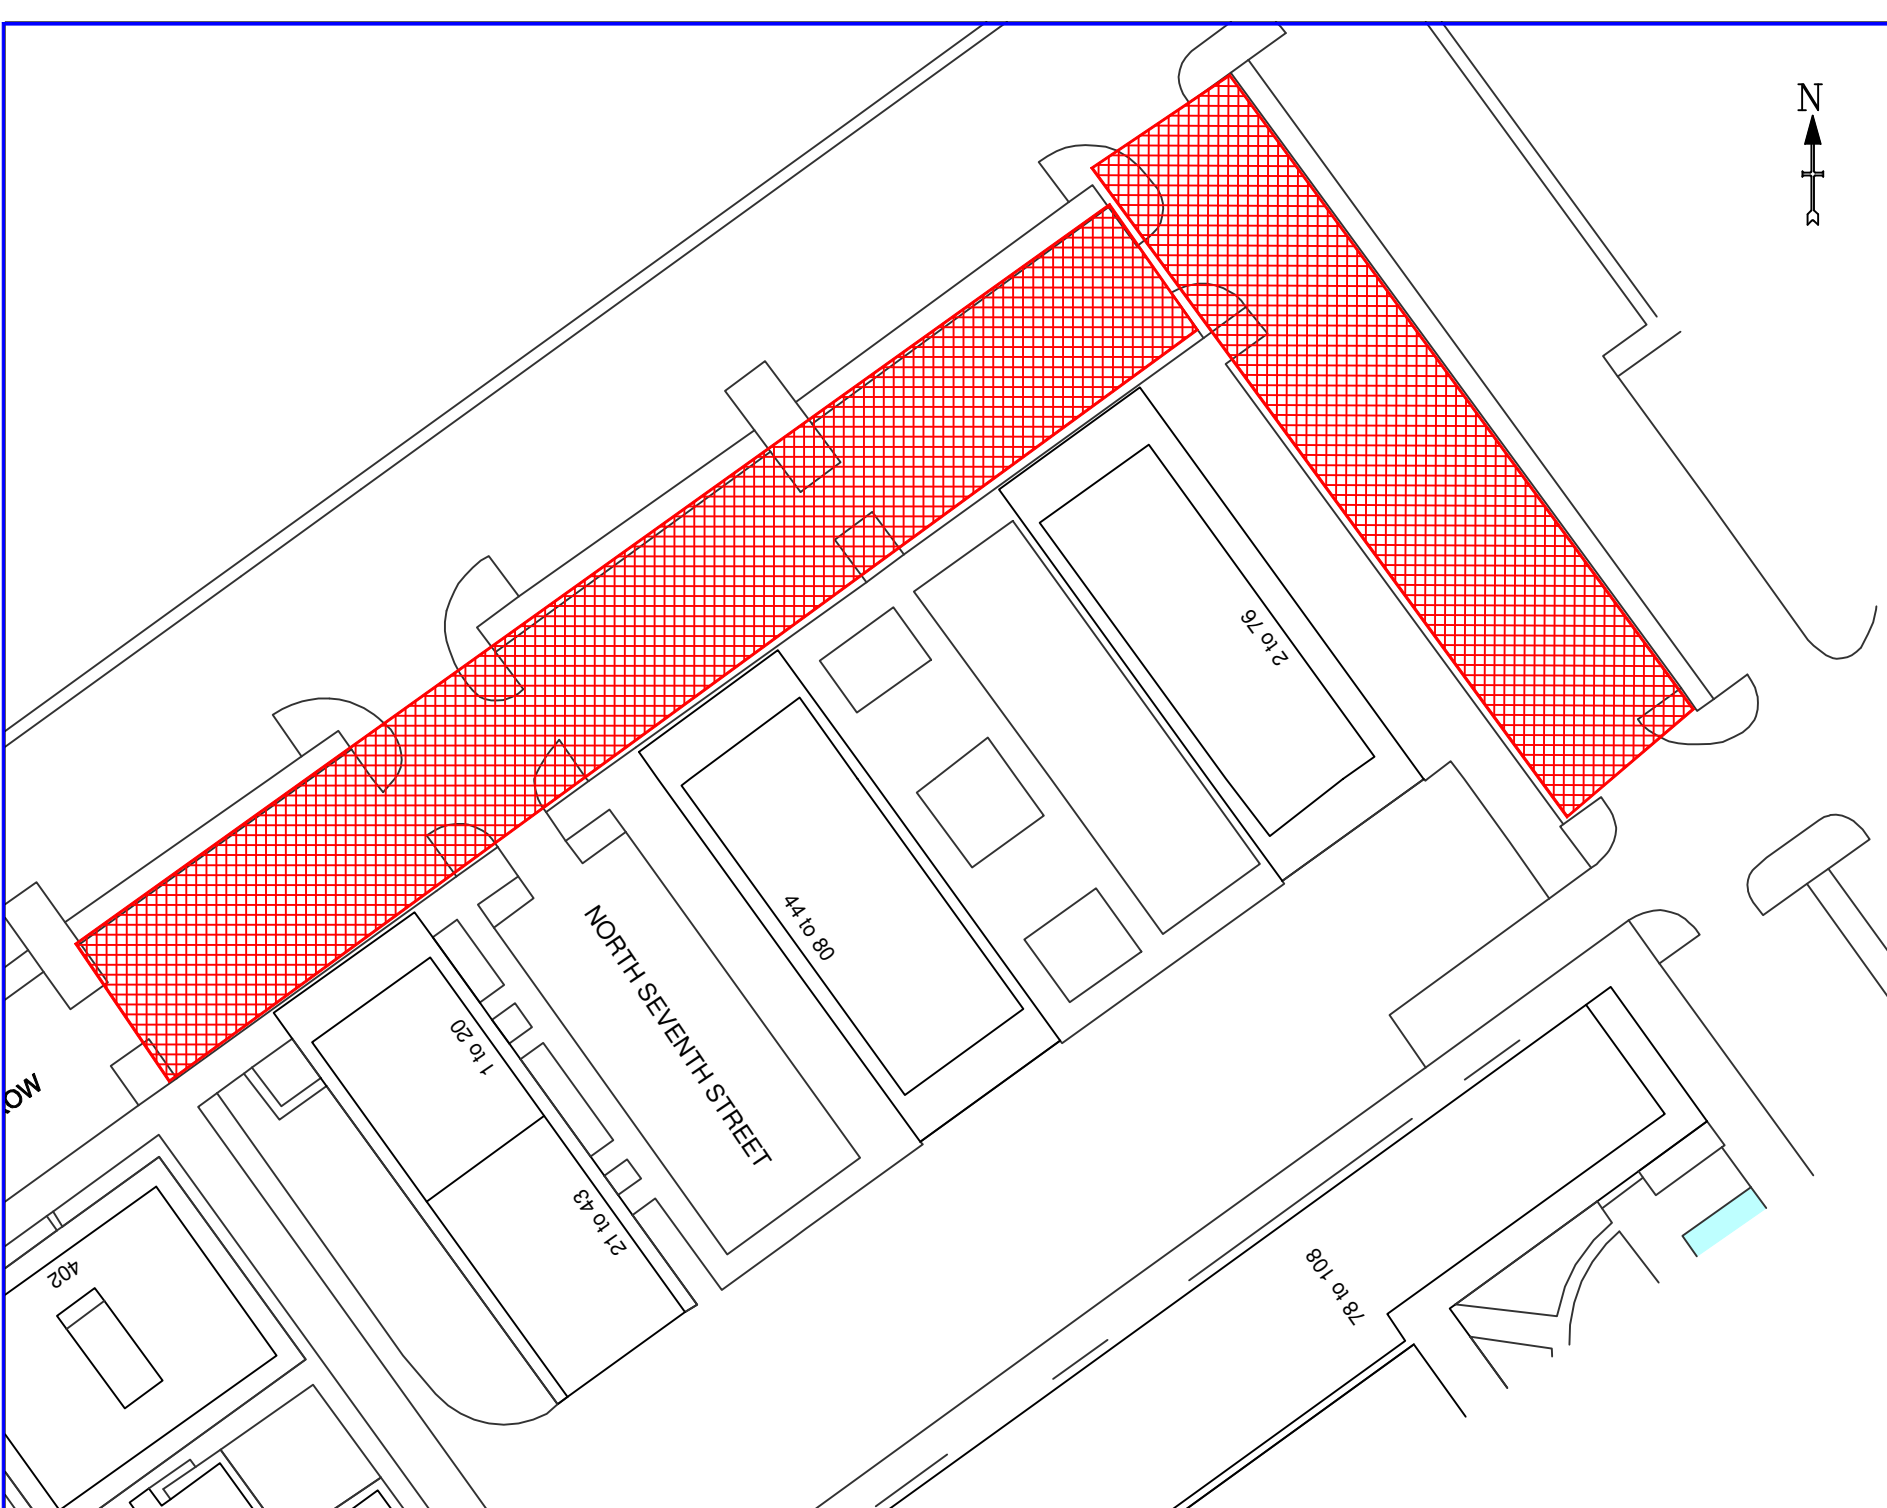 N
2 to 76
44 to 80
NORTH SEVENTH STREET
1 to 20
21 to 43
OW
402
78 to 108